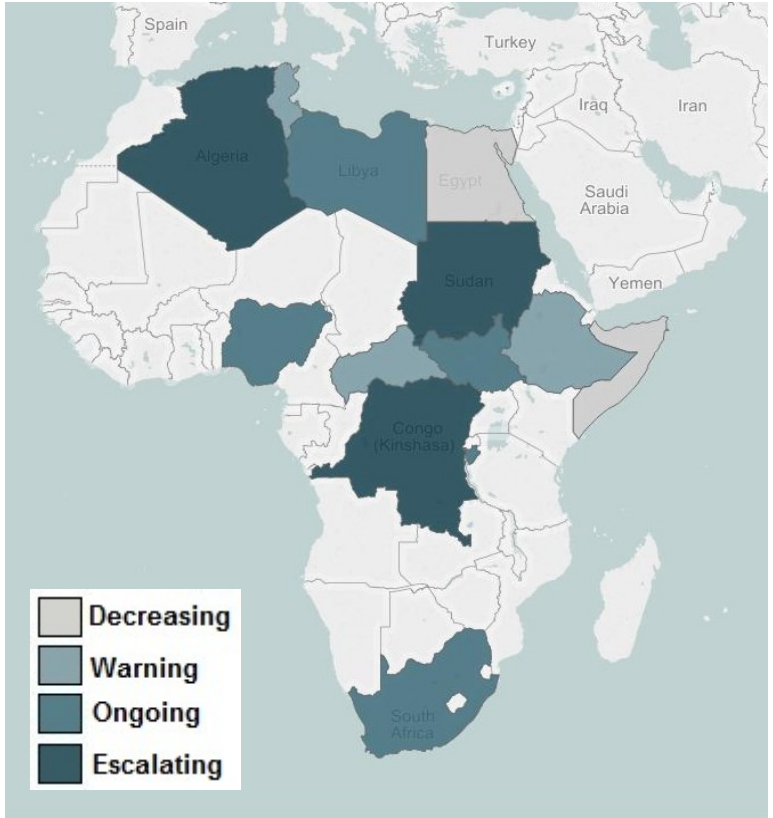 Spain
Turkey
Iraq
Iran
Algeria
Libya
Egypt
Saudi
Arabia
Sudan
Yemen
Congo
(Kinshasa)
Decreasing
Warning
Ongoing
Escalating
South
Africa